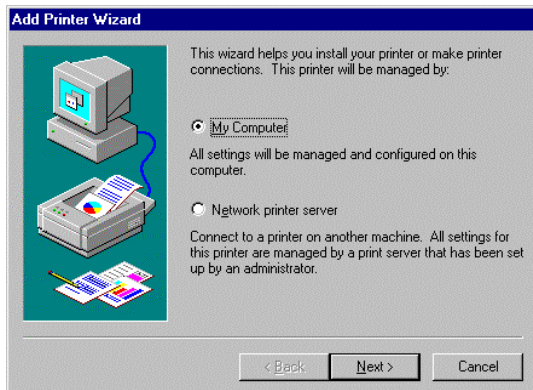 Add Printer Wizard
This wizard helps you install your printer or make printer
connections. This printer will be managed by:
My Computer
All settings will be managed and configured on this
computer.
Network printer server
Connect to a printer on another machine. All settings for
this printer are managed by a print server that has been set
up by an administrator.
< Back
Next >
Cancel